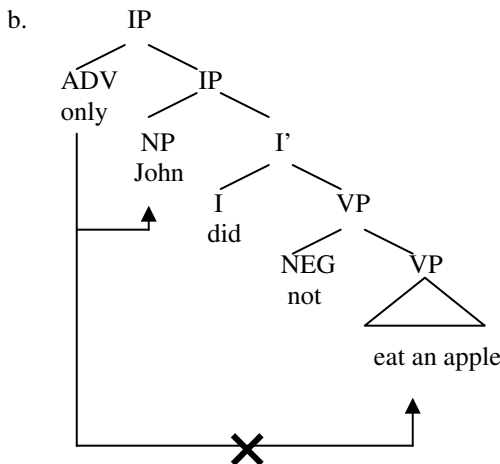 b. IP
ADV IP
only
NP I’
John
I VP
did
NEG VP
not
eat an apple